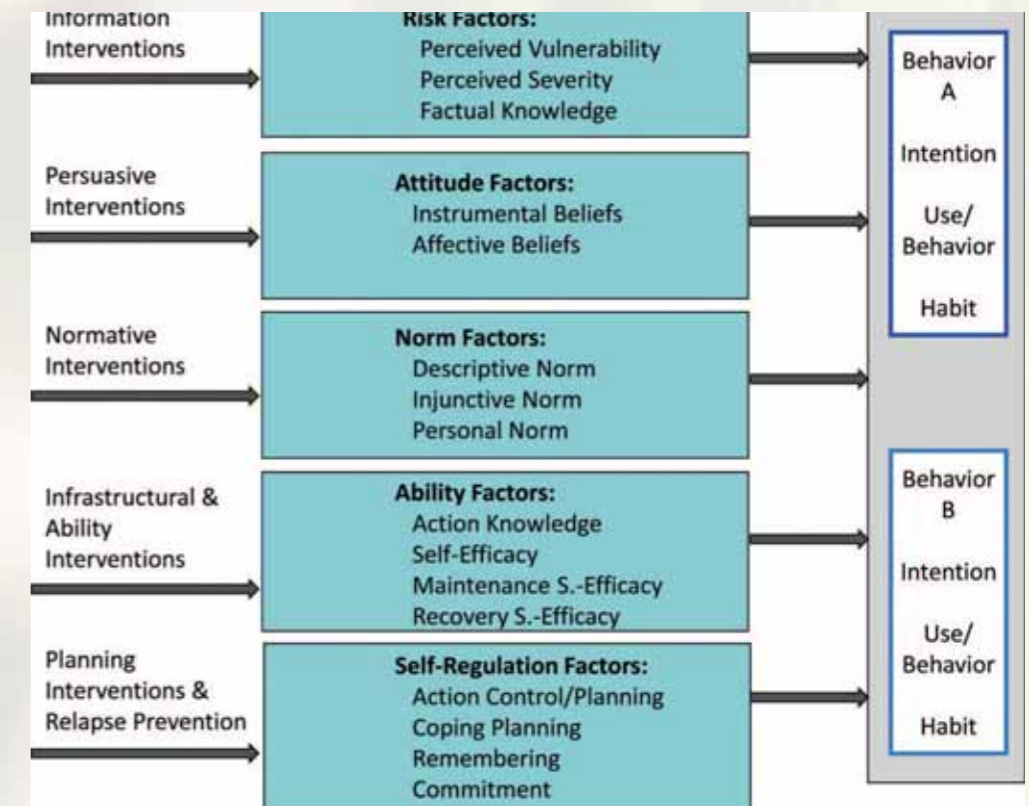 Information
Interventions
Risk Factors:
Perceived Vulnerability
Perceived Severity
Factual Knowledge
Persuasive
Interventions
Attitude Factors:
Instrumental Beliefs
Affective Beliefs
Normative
Interventions
Norm Factors:
Descriptive Norm
Injunctive Norm
Personal Norm
Infrastructural &
Ability
Interventions
Ability Factors:
Action Knowledge
Self-Efficacy
Maintenance S.-Efficacy
Recovery S.-Efficacy
Planning
Interventions &
Relapse Prevention
Self-Regulation Factors:
Action Control/Planning
Coping Planning
Remembering
Commitment
Behavior
A
Intention
Use/
Behavior
Habit
Behavior
B
Intention
Use/
Behavior
Habit